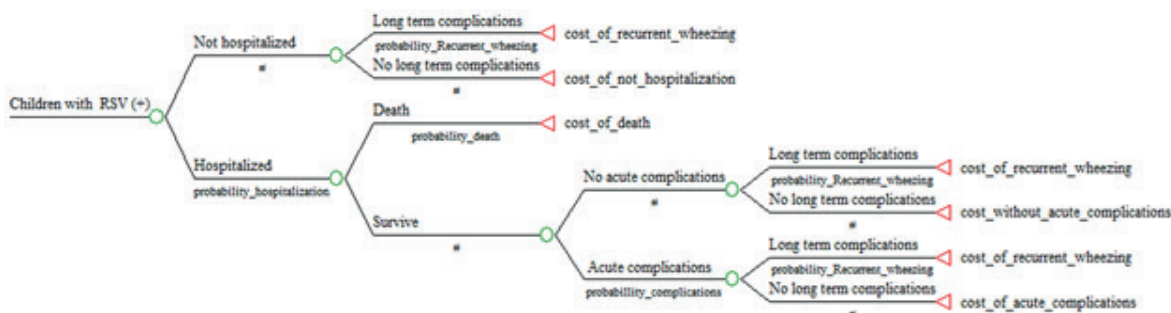 Long term complications
probability_Recurrent_wheezing
cost_of_recurrent_wheezing
Not hospitalized
#
No long term complications
#
cost_of_not_hospitalization
Children with RSV (+)
Death
probability_death
cost_of_death
Hospitalized
probability_hospitalization
Long term complications
probability_Recurrent_wheezing
cost_of_recurrent_wheezing
No acute complications
#
No long term complications
#
cost_without_acute_complications
Survive
#
Long term complications
probability_Recurrent_wheezing
cost_of_recurrent_wheezing
Acute complications
probabillity_complications
No long term complications
#
cost_of_acute_complications